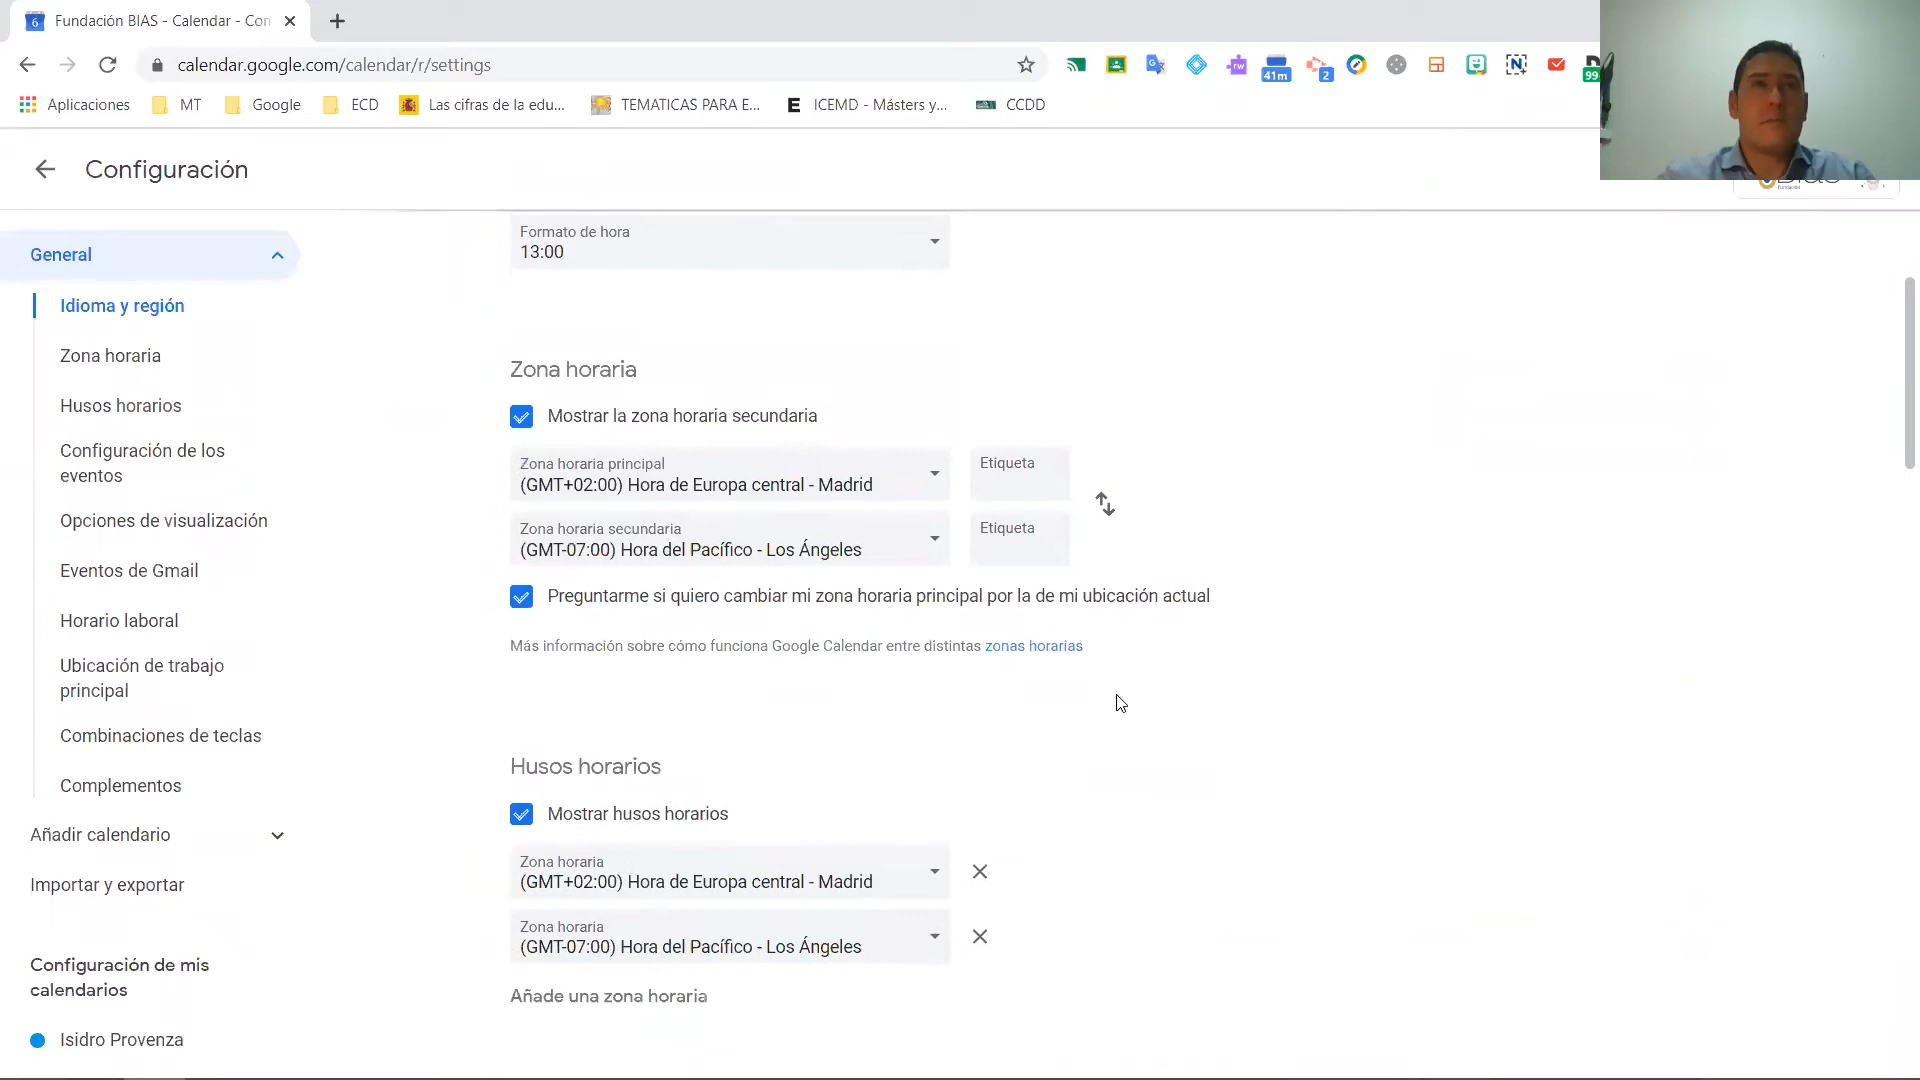 Fundación BIAS - Calendar - Con
calendar.google.com/calendar/r/settings
41m
2
99
Aplicaciones
MT
Google
ECD
Las cifras de la edu...
TEMATICAS PARA E...
ICEMD - Másters y...
CCDD
Configuración
General
Idioma y región
Zona horaria
Husos horarios
Configuración de los
eventos
Opciones de visualización
Eventos de Gmail
Horario laboral
Ubicación de trabajo
principal
Combinaciones de teclas
Complementos
Añadir calendario
Importar y exportar
Configuración de mis
calendarios
Isidro Provenza
Formato de hora
13:00
Zona horaria
Mostrar la zona horaria secundaria
Zona horaria principal
(GMT+02:00) Hora de Europa central - Madrid
Etiqueta
Zona horaria secundaria
(GMT-07:00) Hora del Pacífico - Los Ángeles
Etiqueta
Preguntarme si quiero cambiar mi zona horaria principal por la de mi ubicación actual
Más información sobre cómo funciona Google Calendar entre distintas zonas horarias
Husos horarios
Mostrar husos horarios
Zona horaria
(GMT+02:00) Hora de Europa central - Madrid
Zona horaria
(GMT-07:00) Hora del Pacífico - Los Ángeles
Añade una zona horaria